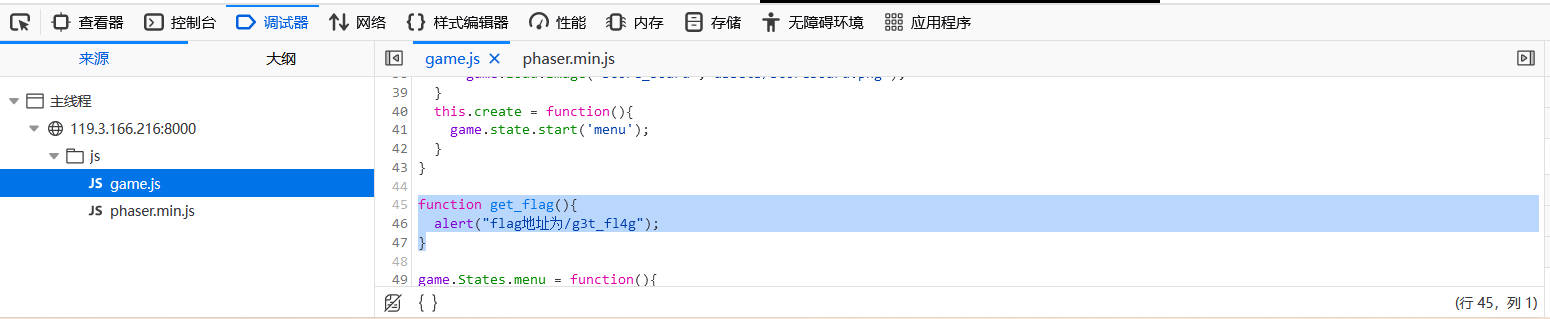 查看器 控制台 调试器 网络 样式编辑器 性能 内存 存储 无障碍环境 应用程序
来源 大纲 game.js phaser.min.js
主线程
119.3.166.216:8000
js
JS game.js
JS phaser.min.js
39 }
40 this.create = function(){
41 game.state.start('menu');
42 }
43 }
44
45 function get_flag(){
46 alert("flag地址为/g3t_fl4g");
47 }
48
49 game.States.menu = function(){
{ } (行 45，列 1)